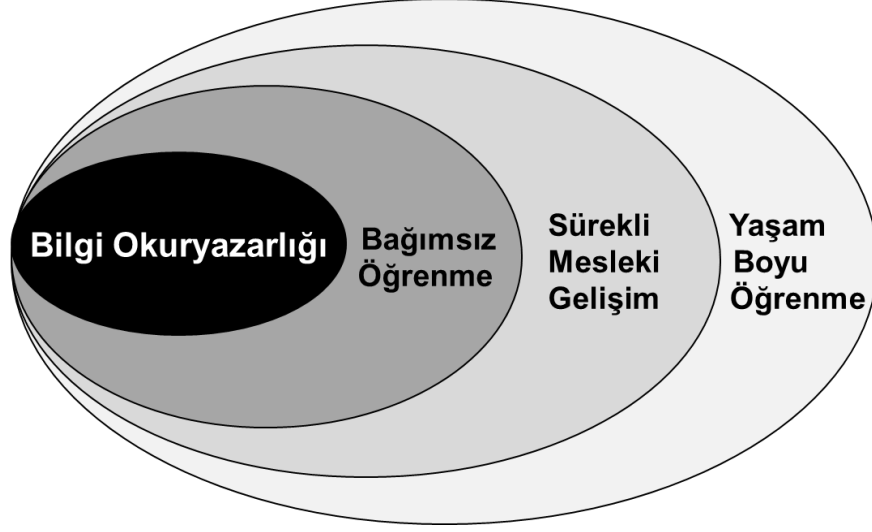 Bilgi Okuryazarlığı
Bağımsız
Öğrenme
Sürekli
Mesleki
Gelişim
Yaşam
Boyu
Öğrenme